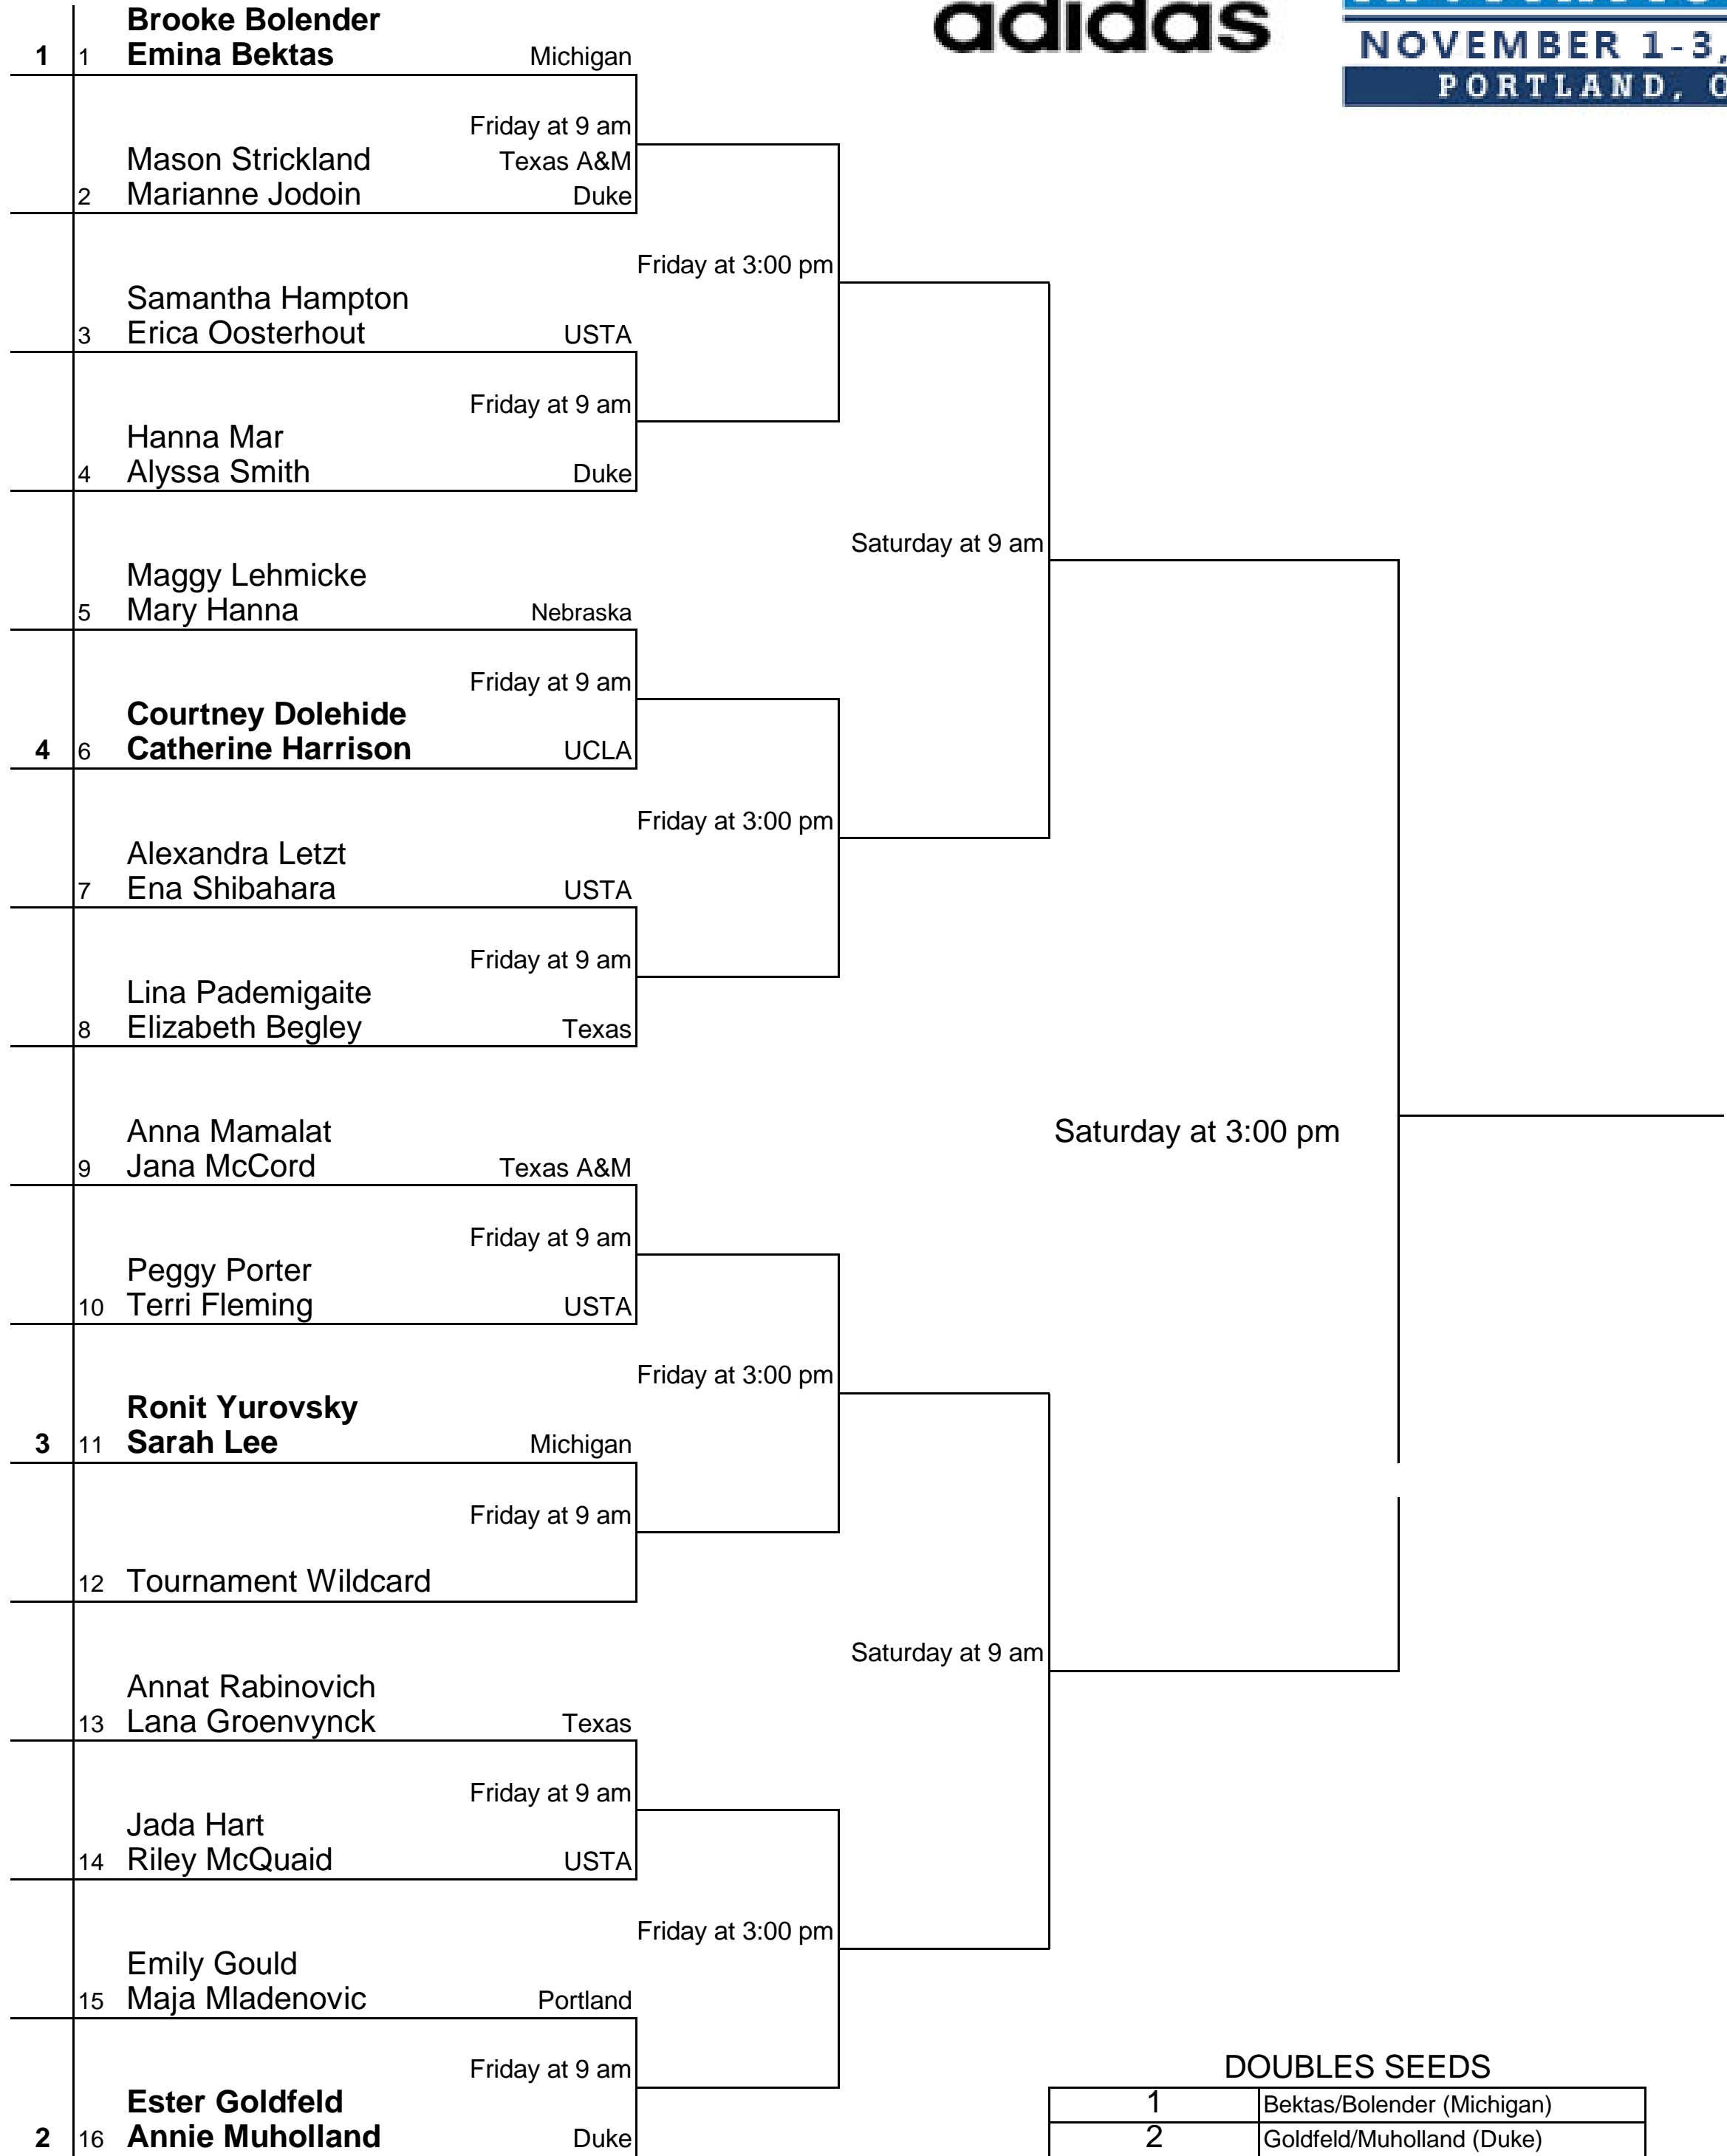 adidas
NOVEMBER 1-3,
PORTLAND, O
Brooke Bolender
1 1 Emina Bektas Michigan
Friday at 9 am
Mason Strickland Texas A&M
2 Marianne Jodoin Duke
Friday at 3:00 pm
Samantha Hampton
3 Erica Oosterhout USTA
Friday at 9 am
Hanna Mar
4 Alyssa Smith Duke
Saturday at 9 am
Maggy Lehmicke
5 Mary Hanna Nebraska
Friday at 9 am
Courtney Dolehide
4 6 Catherine Harrison UCLA
Friday at 3:00 pm
Alexandra Letzt
7 Ena Shibahara USTA
Friday at 9 am
Lina Pademigaite
8 Elizabeth Begley Texas
Anna Mamalat Saturday at 3:00 pm
9 Jana McCord Texas A&M
Friday at 9 am
Peggy Porter
10 Terri Fleming USTA
Friday at 3:00 pm
Ronit Yurovsky
3 11 Sarah Lee Michigan
Friday at 9 am
12 Tournament Wildcard
Saturday at 9 am
Annat Rabinovich
13 Lana Groenvynck Texas
Friday at 9 am
Jada Hart
14 Riley McQuaid USTA
Friday at 3:00 pm
Emily Gould
15 Maja Mladenovic Portland
Friday at 9 am DOUBLES SEEDS
Ester Goldfeld 1 Bektas/Bolender (Michigan)
2 16 Annie Muholland Duke 2 Goldfeld/Muholland (Duke)